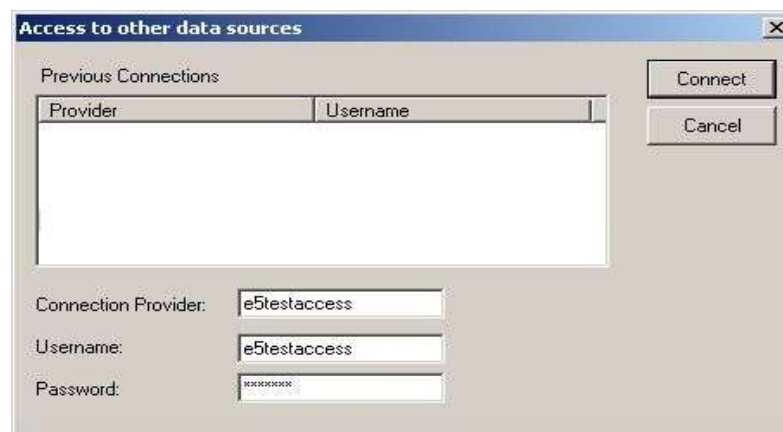 Access to other data sources
Previous Connections
Connect
Provider Username
Cancel
Connection Provider: e5testaccess
Username: e5testaccess
Password: *******